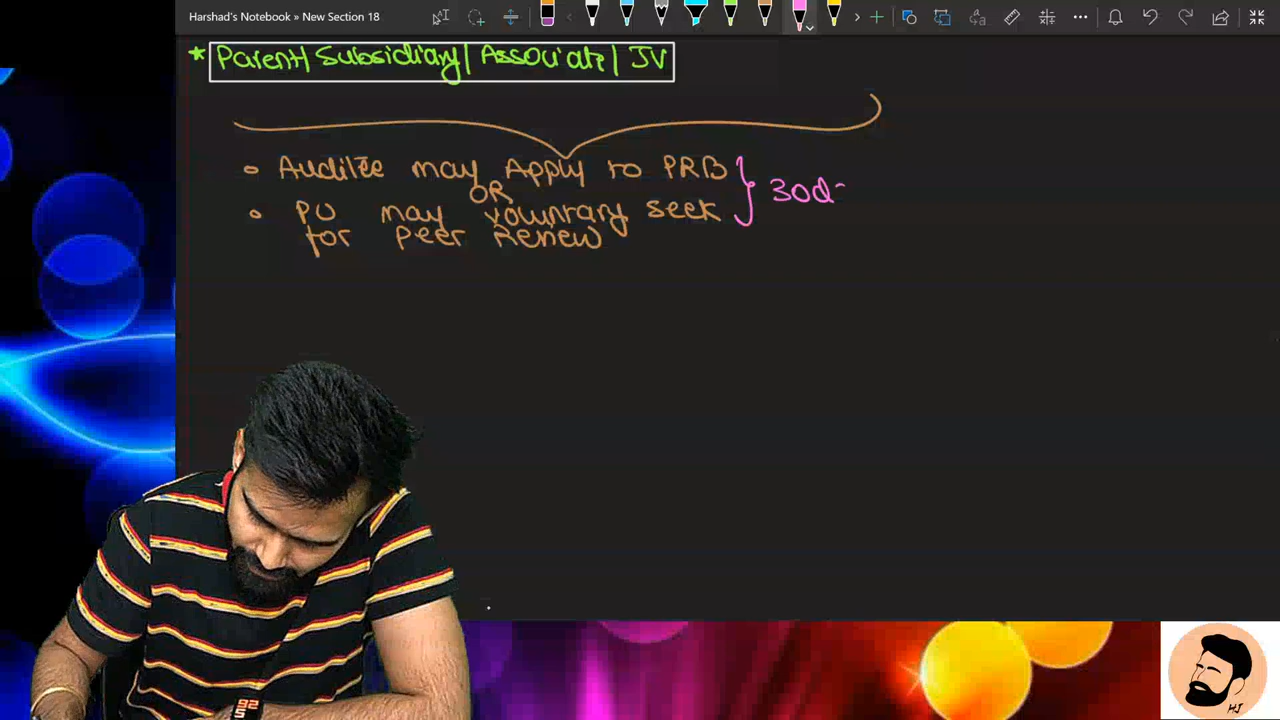 Harshad's Notebook » New Section 18
* Parent/ Subsidiary/ Associate/ JV
• Auditee may Apply to PRB
OR
• PU may voluntary seek
for Peer Review
30d
HJ